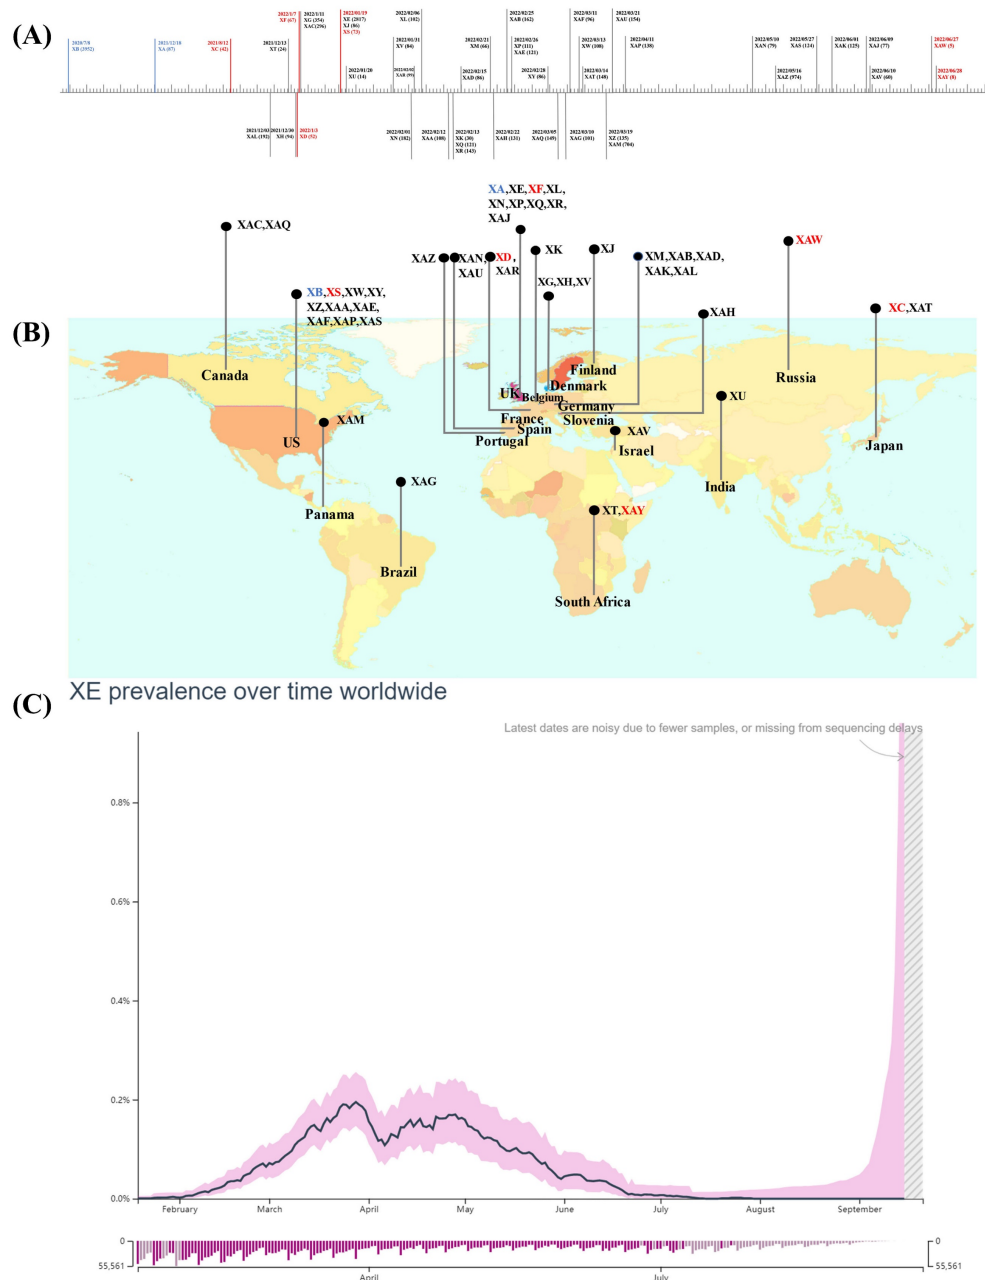 (A)
2020/7/8
XB (3952)
2021/12/18
XA (87)
2021/8/12
XC (42)
2021/12/13
XT (24)
2022/1/7
XF (67)
2022/1/11
XG (354)
XAC(296)
2022/01/19
XE (2817)
XJ (86)
XS (73)
2022/01/20
XU (14)
2022/02/06
XL (102)
2022/01/31
XV (84)
2022/02/02
XAR (99)
2022/02/21
XM (66)
2022/02/15
XAD (86)
2022/02/25
XAB (162)
2022/02/26
XP (111)
XAE (121)
2022/02/28
XY (86)
2022/03/11
XAF (96)
2022/03/13
XW (108)
2022/03/14
XAT (148)
2022/03/21
XAU (154)
2022/04/11
XAP (138)
2022/05/10
XAN (79)
2022/05/16
XAZ (974)
2022/05/27
XAS (124)
2022/06/01
XAK (125)
2022/06/09
XAJ (77)
2022/06/10
XAV (60)
2022/06/27
XAW (5)
2022/06/28
XAY (8)
2021/12/03
XAL (192)
2021/12/30
XH (94)
2022/1/3
XD (52)
2022/02/01
XN (182)
2022/02/12
XAA (108)
2022/02/13
XK (30)
XQ (121)
XR (143)
2022/02/22
XAH (131)
2022/03/05
XAQ (149)
2022/03/10
XAG (101)
2022/03/19
XZ (135)
XAM (704)
(B)
XAC,XAQ
XB,XS,XW,XY,
XZ,XAA,XAE,
XAF,XAP,XAS
XAZ
XAN,
XAU
XD,
XAR
XA,XE,XF,XL,
XN,XP,XQ,XR,
XAJ
XK
XG,XH,XV
XJ
XM,XAB,XAD,
XAK,XAL
XAH
XAW
XC,XAT
XU
XAV
XAM
XAG
XT,XAY
Canada
US
Panama
Brazil
UK
Belgium
Finland
Denmark
Germany
Slovenia
France
Spain
Portugal
Israel
Russia
India
Japan
South Africa
(C)
XE prevalence over time worldwide
Latest dates are noisy due to fewer samples, or missing from sequencing delays
0.8%
0.6%
0.4%
0.2%
0.0%
February March April May June July August September
0 0
55,561 55,561
April July